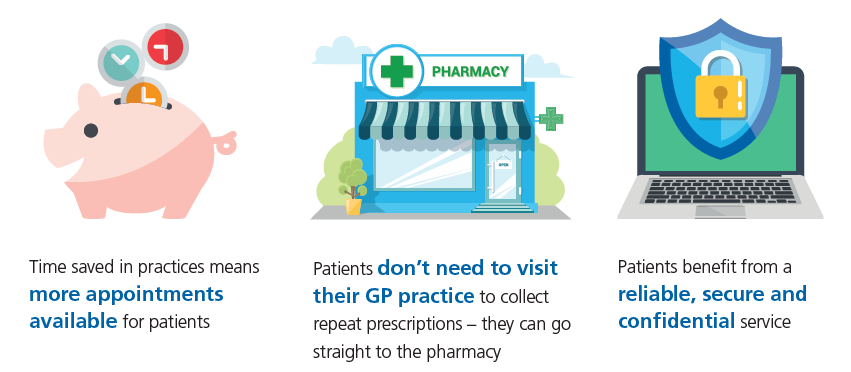 PHARMACY
OPEN
Time saved in practices means
more appointments
available for patients
Patients don’t need to visit
their GP practice to collect
repeat prescriptions – they can go
straight to the pharmacy
Patients benefit from a
reliable, secure and
confidential service